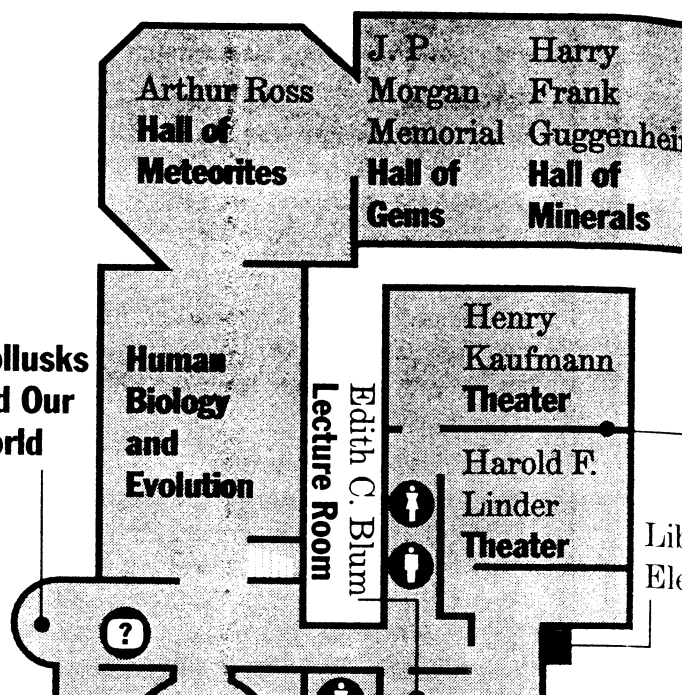 Arthur Ross
Hall of
Meteorites
J. P.
Morgan
Memorial
Hall of
Gems
Harry
Frank
Hall of
Minerals
Henry
Kaufmann
Theater
Human
Biology
and
Evolution
Our
Edith C. Blum
Lecture Room
Harold F.
Linder
Theater
?